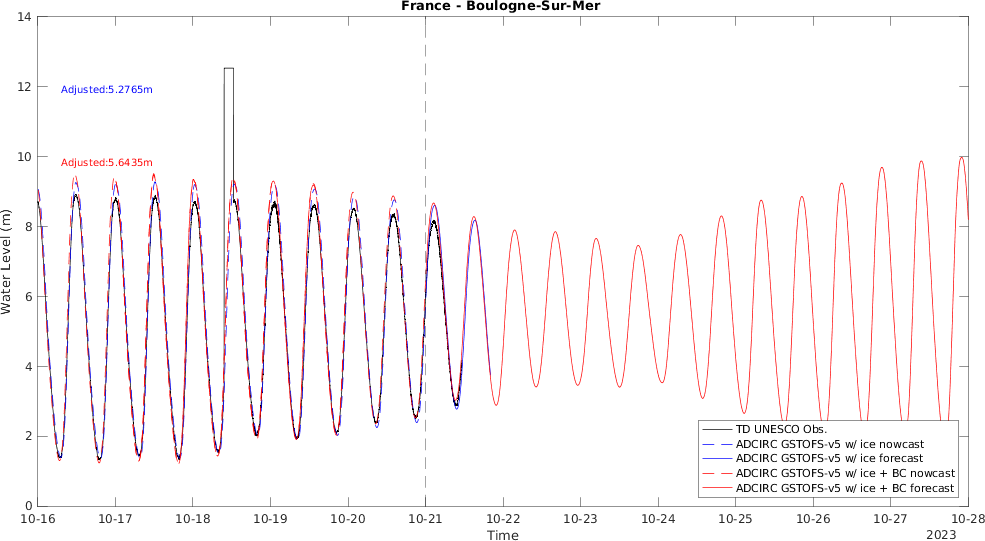 France - Boulogne-Sur-Mer
14
12
10
8
6
4
2
0
Water Level (m)
Adjusted:5.2765m
Adjusted:5.6435m
TD UNESCO Obs.
ADCIRC GSTOFS-v5 w/ ice nowcast
ADCIRC GSTOFS-v5 w/ ice forecast
ADCIRC GSTOFS-v5 w/ ice + BC nowcast
ADCIRC GSTOFS-v5 w/ ice + BC forecast
10-16 10-17 10-18 10-19 10-20 10-21 10-22 10-23 10-24 10-25 10-26 10-27 10-28
Time
2023